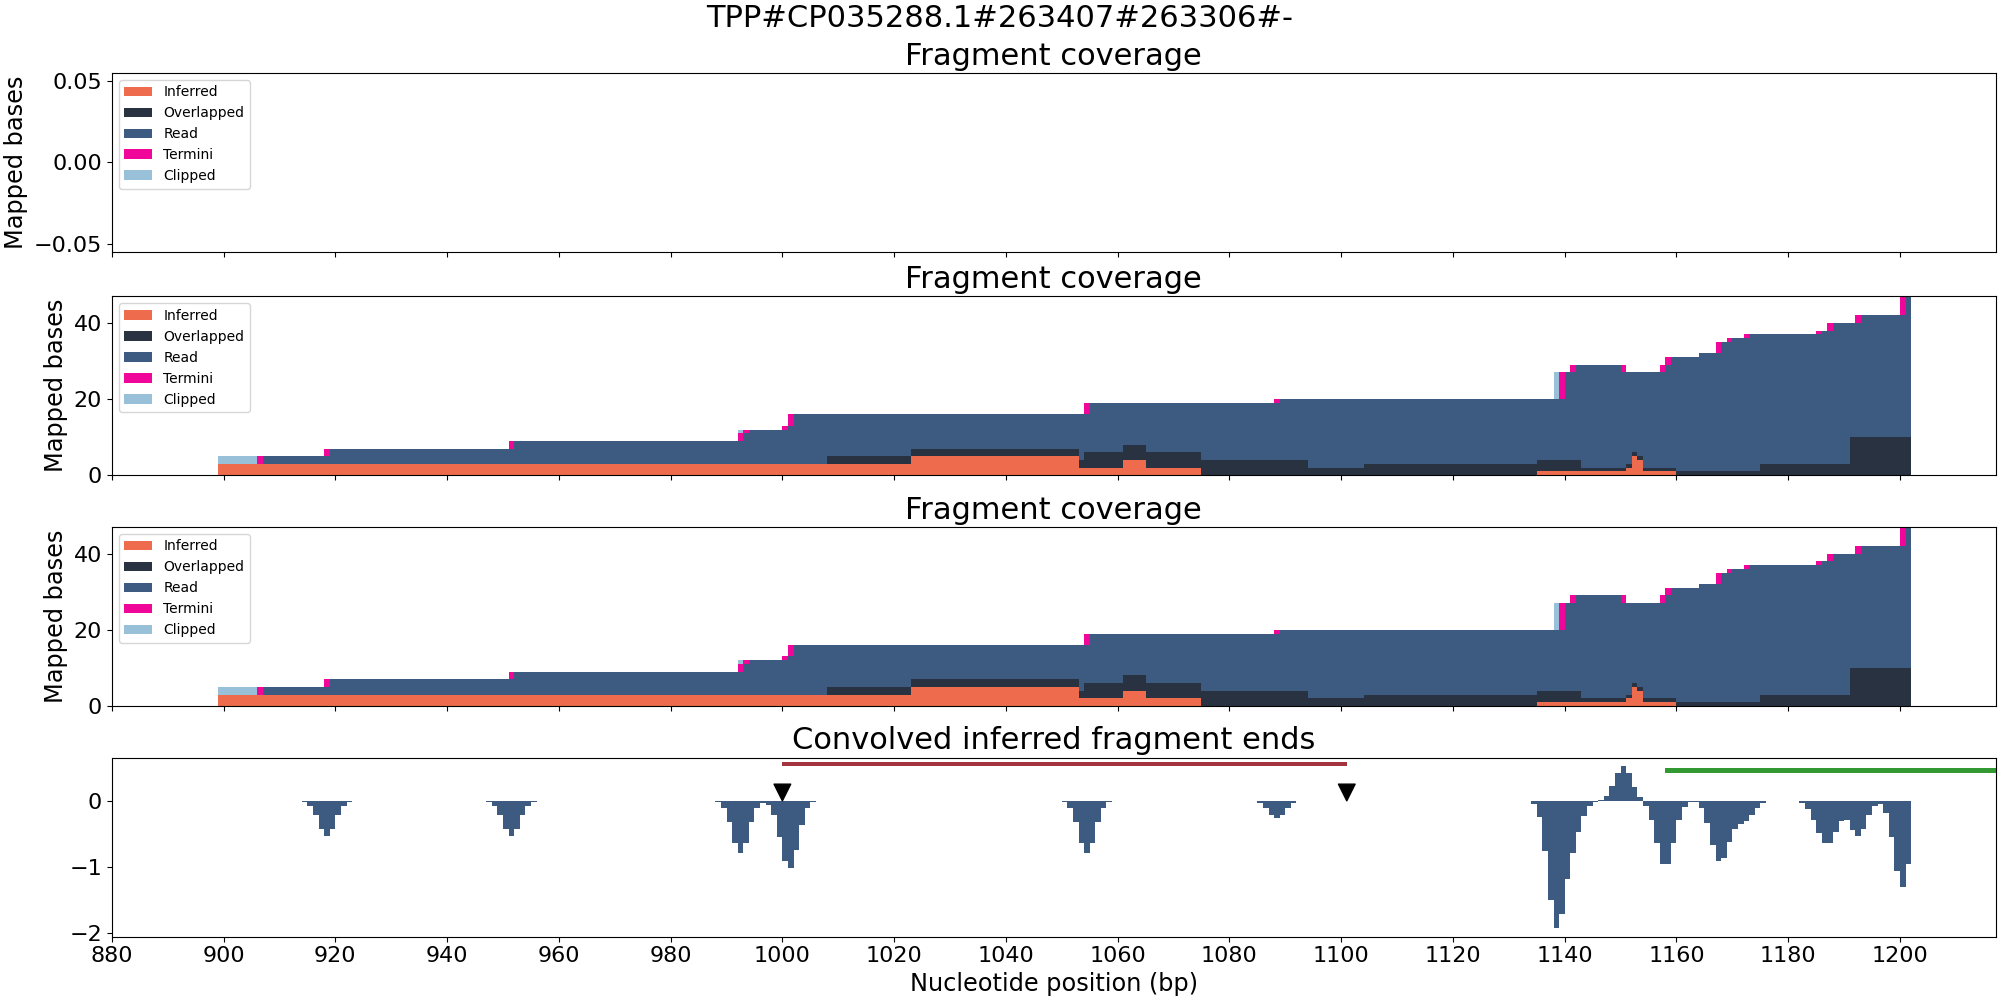 TPP#CP035288.1#263407#263306#-
Fragment coverage
Mapped bases
0.05
0.00
−0.05
Inferred
Overlapped
Read
Termini
Clipped
Fragment coverage
Mapped bases
40
20
0
Inferred
Overlapped
Read
Termini
Clipped
Fragment coverage
Mapped bases
40
20
0
Inferred
Overlapped
Read
Termini
Clipped
Convolved inferred fragment ends
0
−1
−2
880 900 920 940 960 980 1000 1020 1040 1060 1080 1100 1120 1140 1160 1180 1200
Nucleotide position (bp)